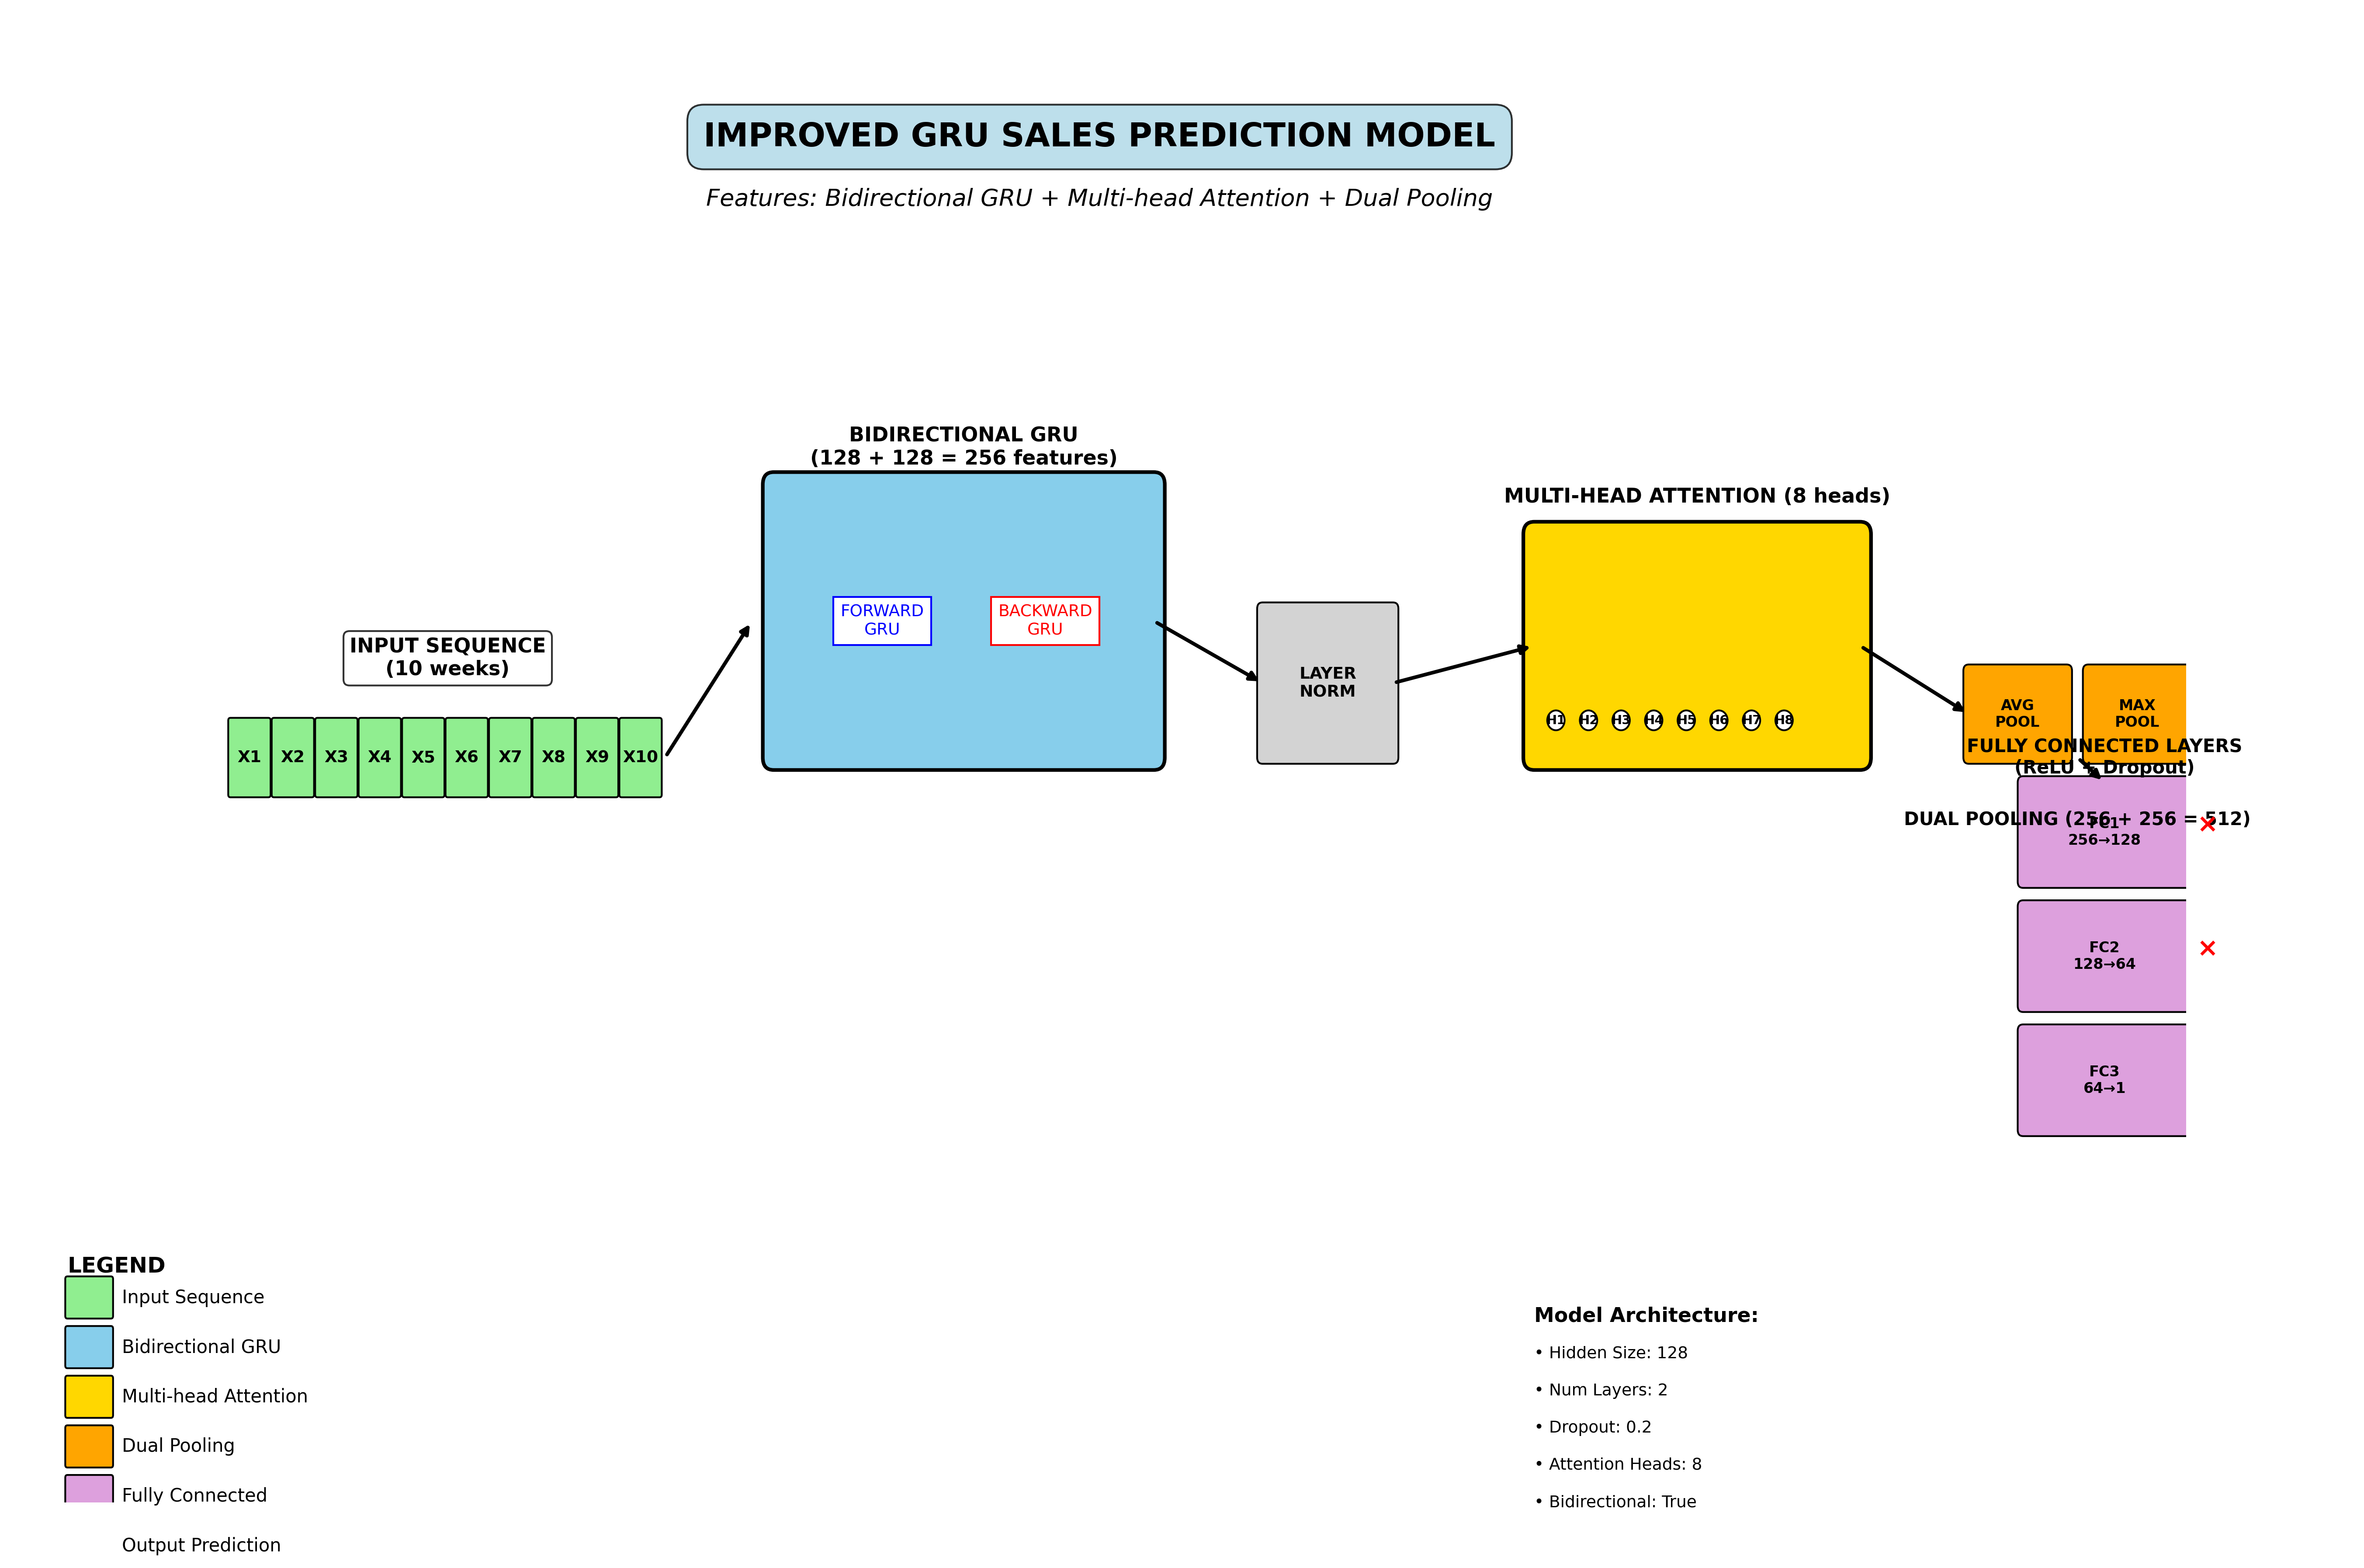 IMPROVED GRU SALES PREDICTION MODEL
Features: Bidirectional GRU + Multi-head Attention + Dual Pooling
BIDIRECTIONAL GRU
(128 + 128 = 256 features)
FORWARD
GRU
BACKWARD
GRU
INPUT SEQUENCE
(10 weeks)
X1 X2 X3 X4 X5 X6 X7 X8 X9 X10
LAYER
NORM
MULTI-HEAD ATTENTION (8 heads)
H1 H2 H3 H4 H5 H6 H7 H8
AVG
POOL
MAX
POOL
FULLY CONNECTED LAYERS
(ReLU + Dropout)
DUAL POOLING (256 + 256 = 512)
FC1
256→128
FC2
128→64
FC3
64→1
LEGEND
Input Sequence
Bidirectional GRU
Multi-head Attention
Dual Pooling
Fully Connected
Output Prediction
Model Architecture:
• Hidden Size: 128
• Num Layers: 2
• Dropout: 0.2
• Attention Heads: 8
• Bidirectional: True